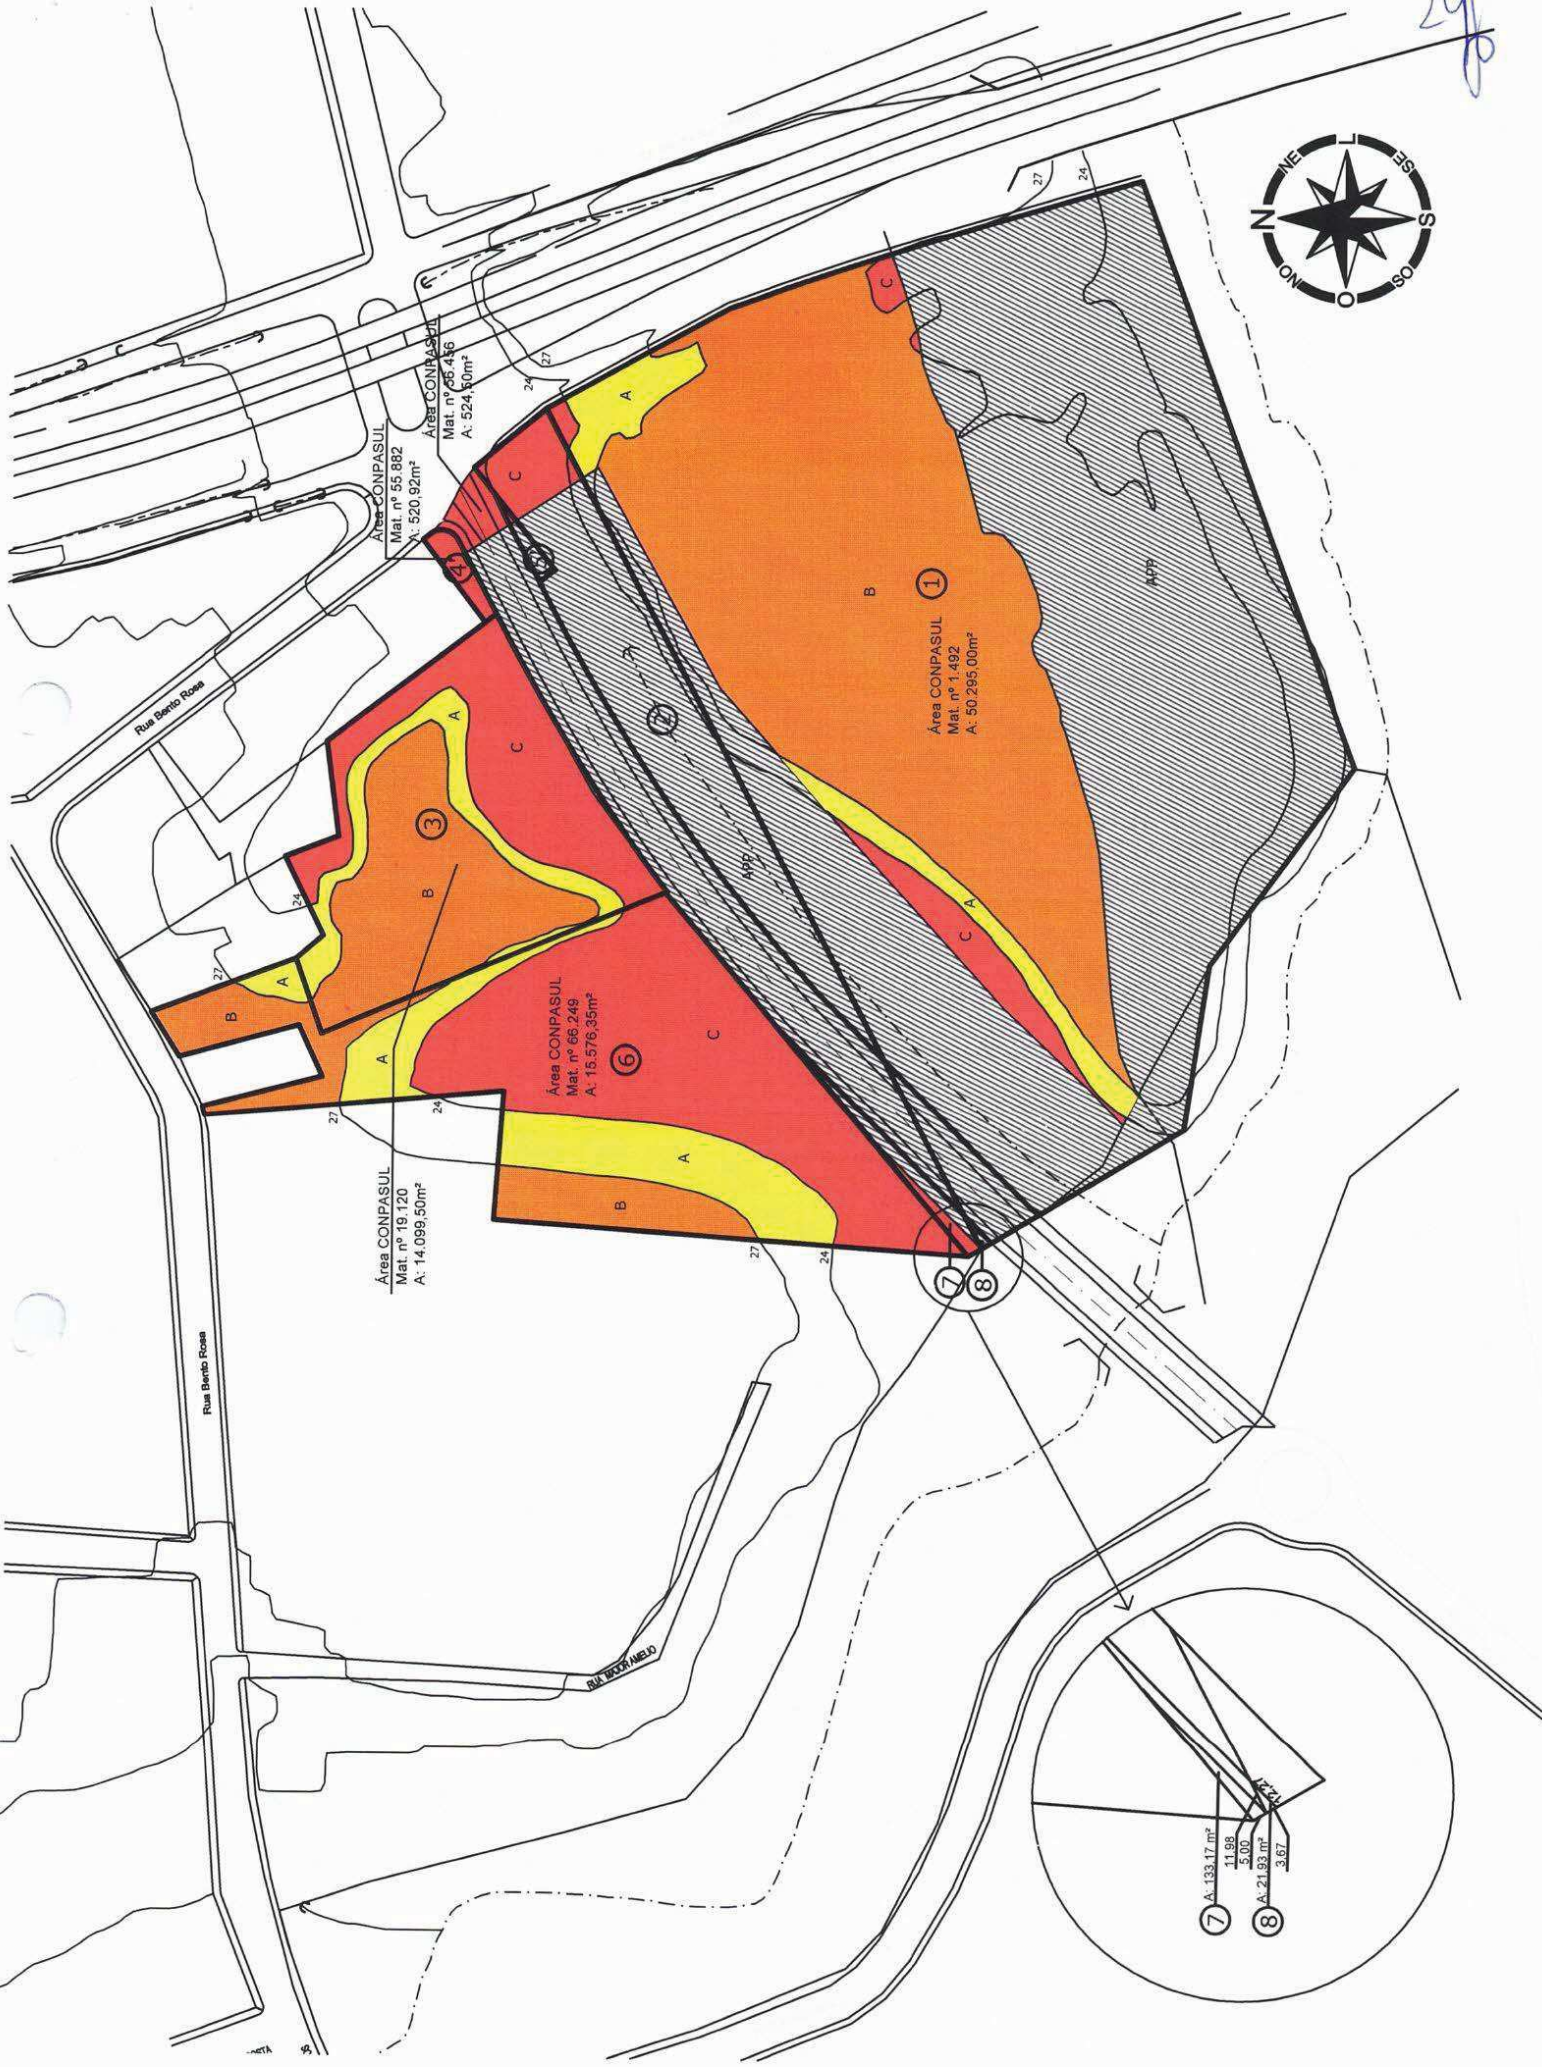 Rua Bento Rosa
Rua Bento Rosa
RUA MAJOR AMELIO
Área CONPASUL
Mat. nº 55.882
A: 520,92m²
Área CONPASUL
Mat. nº 56.456
A: 524,50m²
4
5
C
24
27
A
2
APP
B
1
Área CONPASUL
Mat. nº 1.492
A: 50.295,00m²
C
27
24
APP
A
C
3
B
A
C
24
27
A
B
A
27
24
Área CONPASUL
Mat. nº 19.120
A: 14.099,50m²
Área CONPASUL
Mat. nº 66.249
A: 15.576,35m²
6
C
A
B
27
24
7
8
7
A: 133,17 m²
11,98
5,00
8
A: 21,93 m²
3,67
12,27
N
NE
L
SE
S
SO
O
NO